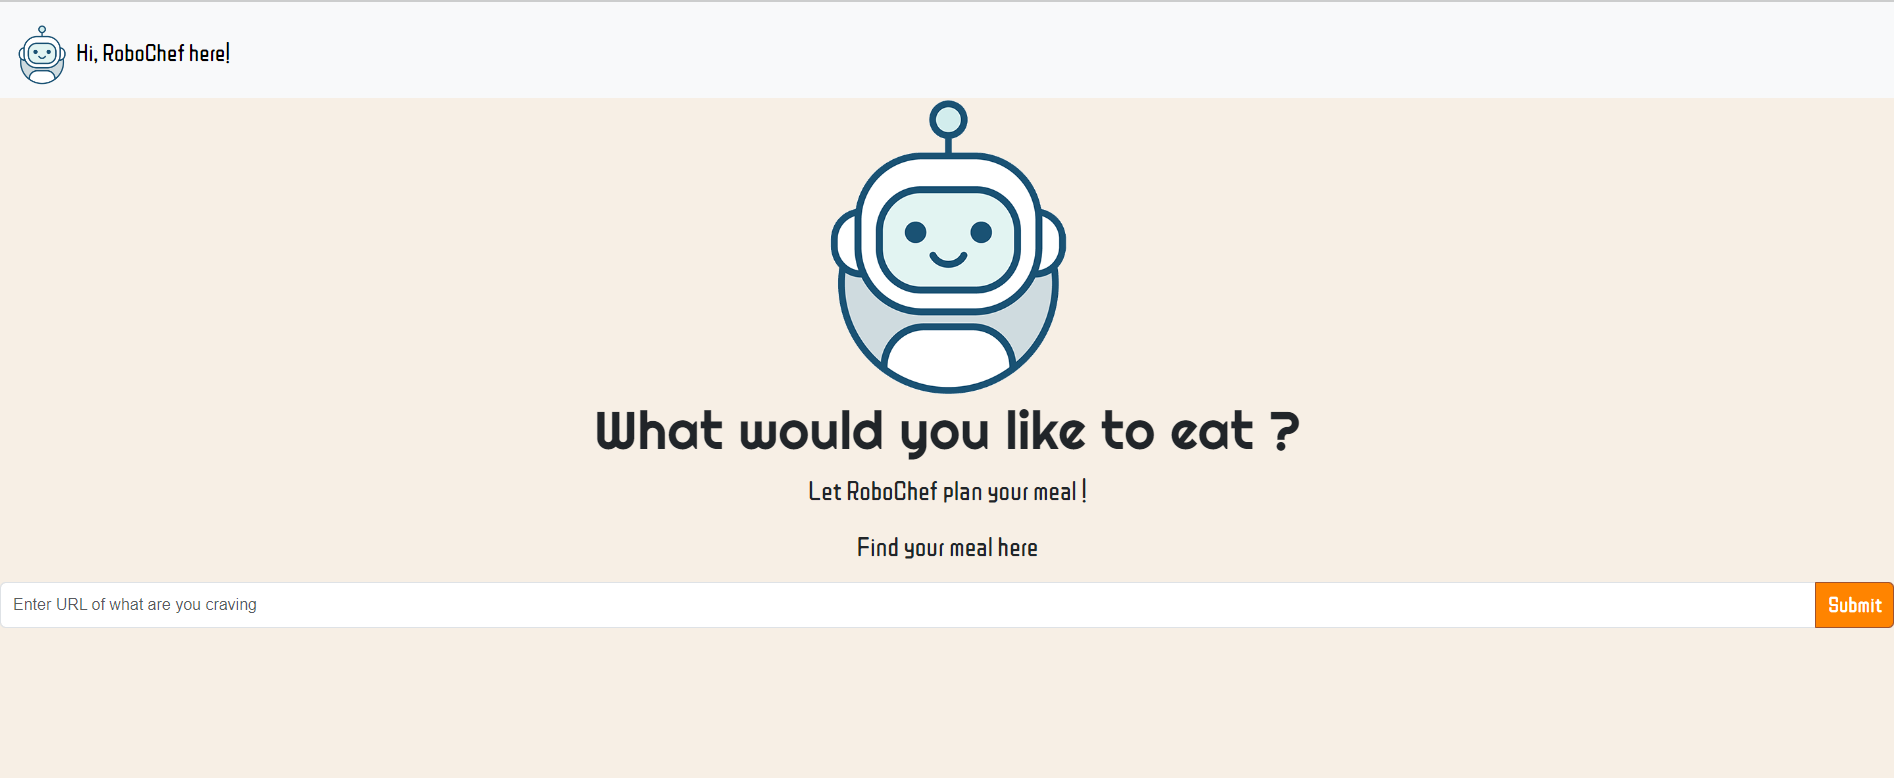 Hi, RoboChef here!
What would you like to eat ?
Let RoboChef plan your meal !
Find your meal here
Enter URL of what are you craving
Submit